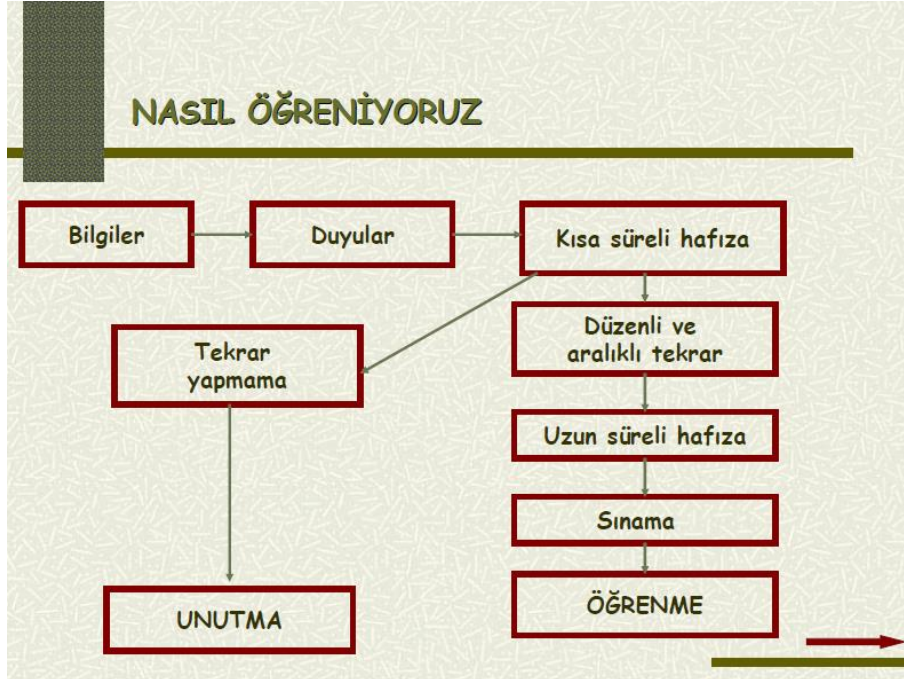 NASIL ÖĞRENİYORUZ
Bilgiler
Duyular
Kısa süreli hafıza
Düzenli ve
aralıklı tekrar
Tekrar
yapmama
Uzun süreli hafıza
Sınama
ÖĞRENME
UNUTMA